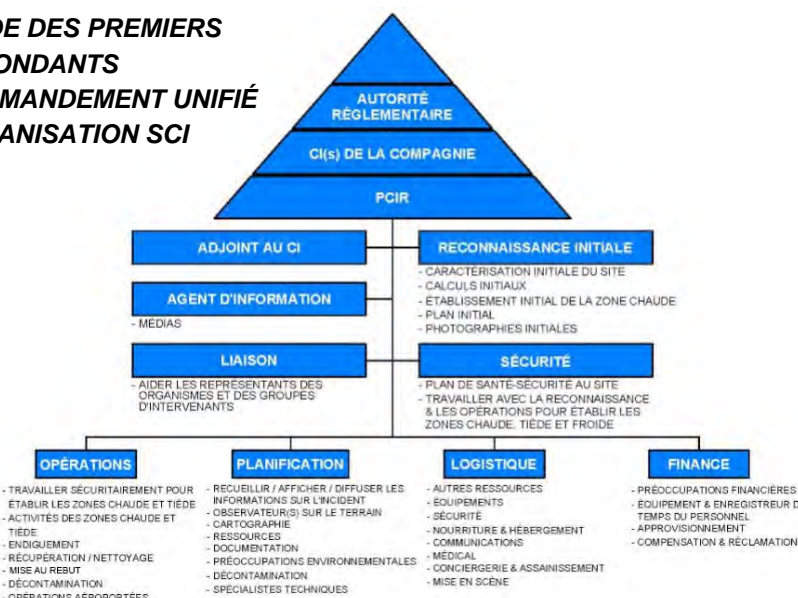 DE DES PREMIERS
ONDANTS
MANDEMENT UNIFIÉ
ANISATION SCI
AUTORITÉ
RÉGLEMENTAIRE
CI(s) DE LA COMPAGNIE
PCIR
ADJOINT AU CI
RECONNAISSANCE INITIALE
- CARACTÉRISATION INITIALE DU SITE
- CALCULS INITIAUX
- ÉTABLISSEMENT INITIAL DE LA ZONE CHAUDE
- PLAN INITIAL
- PHOTOGRAPHIES INITIALES
AGENT D'INFORMATION
- MÉDIAS
LIAISON
- AIDER LES REPRÉSENTANTS DES
ORGANISMES ET DES GROUPES
D'INTERVENANTS
SÉCURITÉ
- PLAN DE SANTÉ-SÉCURITÉ AU SITE
- TRAVAILLER AVEC LA RECONNAISSANCE
& LES OPÉRATIONS POUR ÉTABLIR LES
ZONES CHAUDE, TIÈDE ET FROIDE
OPÉRATIONS
- TRAVAILLER SÉCURITAIREMENT POUR
ÉTABLIR LES ZONES CHAUDE ET TIÈDE
- ACTIVITÉS DES ZONES CHAUDE ET
TIÈDE
- ENDIGUEMENT
- RÉCUPÉRATION / NETTOYAGE
- MISE AU REBUT
- DÉCONTAMINATION
- OPÉRATIONS AÉROPORTÉES
PLANIFICATION
- RECUEILLIR / AFFICHER / DIFFUSER LES
INFORMATIONS SUR L'INCIDENT
- OBSERVATEUR(S) SUR LE TERRAIN
- CARTOGRAPHIE
- RESSOURCES
- DOCUMENTATION
- PRÉOCCUPATIONS ENVIRONNEMENTALES
- DÉCONTAMINATION
- SPÉCIALISTES TECHNIQUES
LOGISTIQUE
- AUTRES RESSOURCES
- ÉQUIPEMENTS
- SÉCURITÉ
- NOURRITURE & HÉBERGEMENT
- COMMUNICATIONS
- MÉDICAL
- CONCIERGERIE & ASSAINISSEMENT
- MISE EN SCÈNE
FINANCE
- PRÉOCCUPATIONS FINANCIÈRES
- ÉQUIPEMENT & ENREGISTREUR D
TEMPS DU PERSONNEL
- APPROVISIONNEMENT
- COMPENSATION & RÉCLAMATION